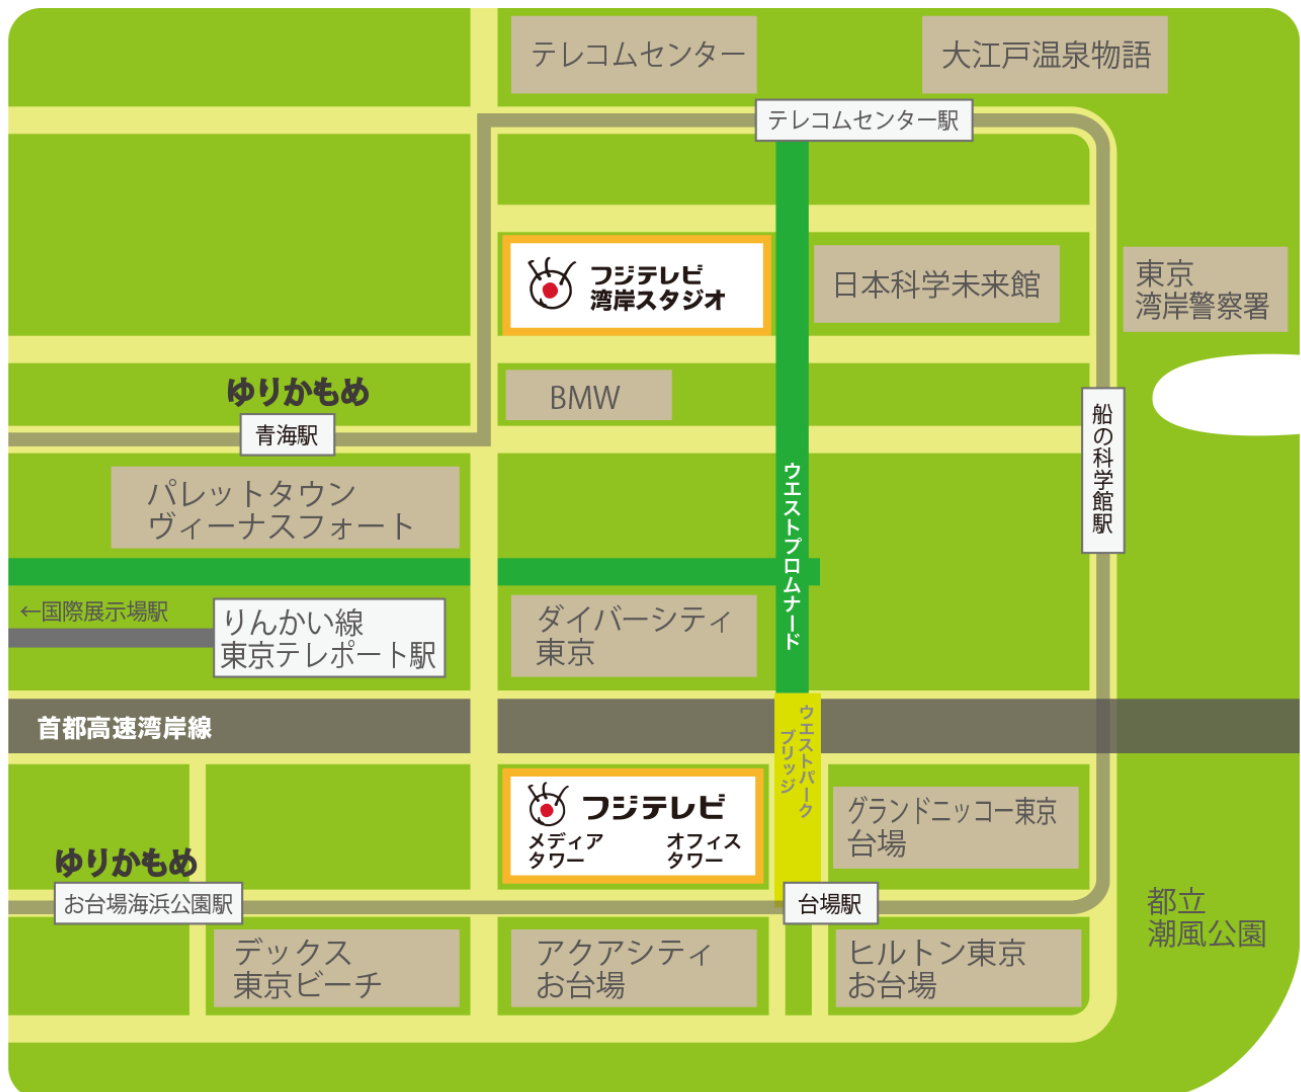 テレコムセンター
大江戸温泉物語
テレコムセンター駅
フジテレビ
湾岸スタジオ
日本科学未来館
東京
湾岸警察署
ゆりかもめ
BMW
青海駅
船の科学館駅
パレットタウン
ヴィーナスフォート
ウエストプロムナード
←国際展示場駅
りんかい線
東京テレポート駅
ダイバーシティ
東京
首都高速湾岸線
ウエストパーク
ブリッジ
フジテレビ
メディア
タワー
オフィス
タワー
グランドニッコー東京
台場
ゆりかもめ
お台場海浜公園駅
台場駅
都立
潮風公園
デックス
東京ビーチ
アクアシティ
お台場
ヒルトン東京
お台場